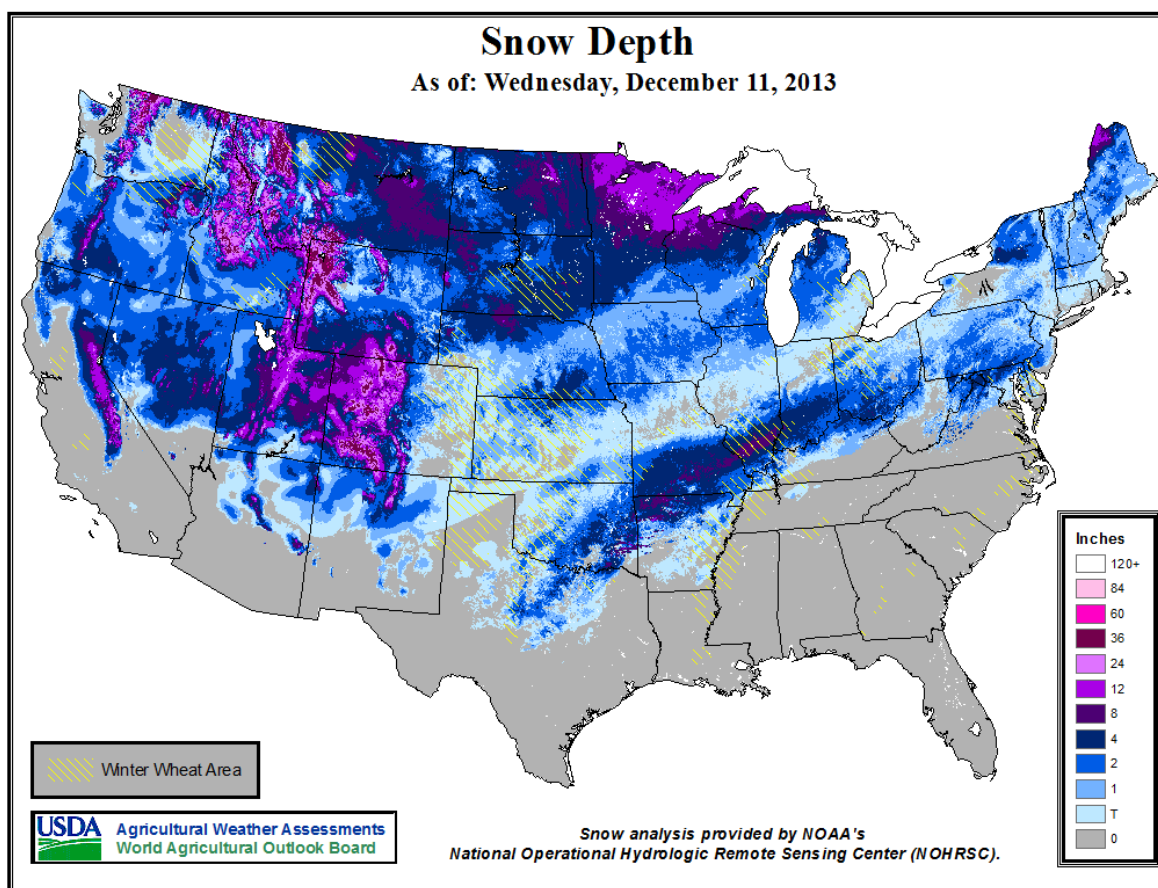 Snow Depth
As of: Wednesday, December 11, 2013
Inches
120+
84
60
36
24
12
8
4
2
1
T
0
Winter Wheat Area
USDA
Agricultural Weather Assessments
World Agricultural Outlook Board
Snow analysis provided by NOAA's
National Operational Hydrologic Remote Sensing Center (NOHRSC).